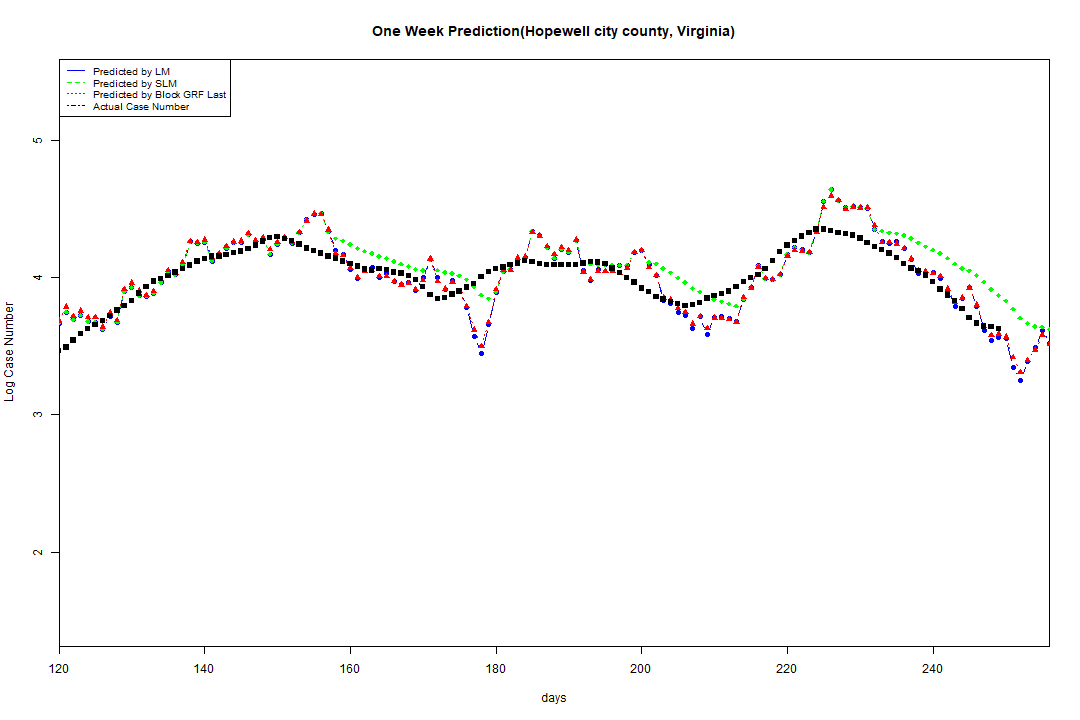 One Week Prediction(Hopewell city county, Virginia)
Predicted by LM
Predicted by SLM
Predicted by Block GRF Last
Actual Case Number
5
4
3
2
Log Case Number
120 140 160 180 200 220 240
days